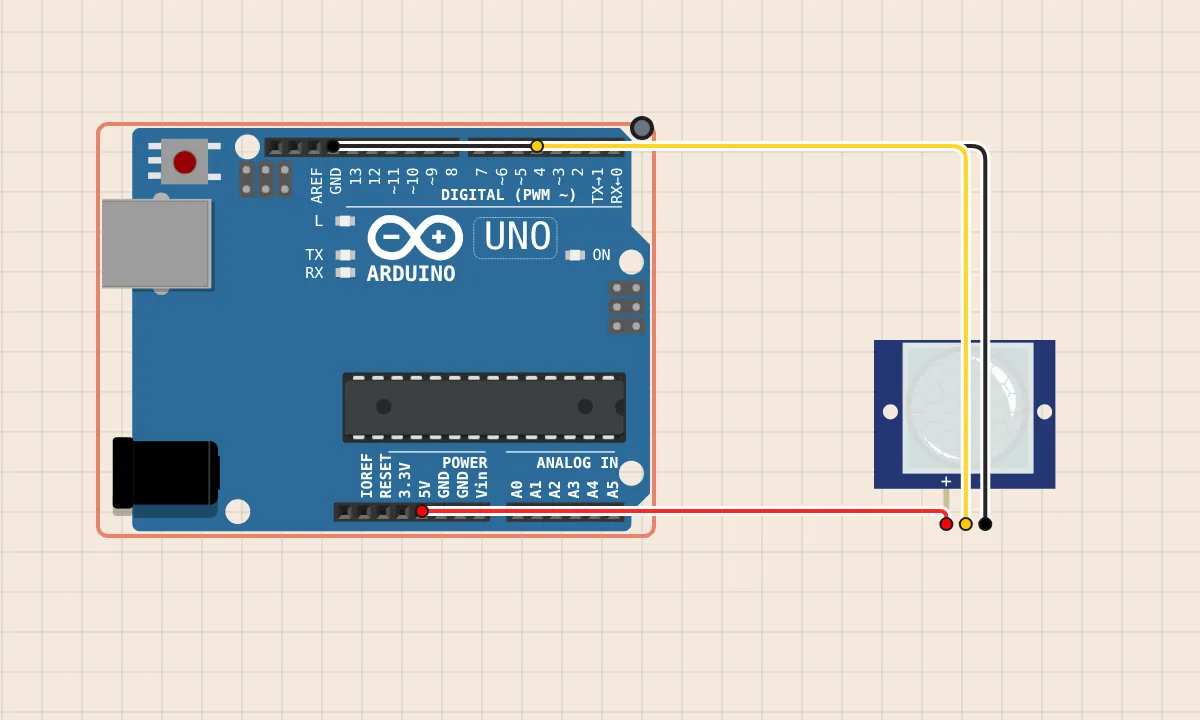 AREF
GND
13
12
~11
~10
~9
8
7
~6
~5
4
~3
2
TX→1
RX←0
DIGITAL (PWM ~)
L
TX
RX
ARDUINO
UNO
ON
IOREF
RESET
3.3V
5V
GND
GND
Vin
POWER
ANALOG IN
A0
A1
A2
A3
A4
A5
+